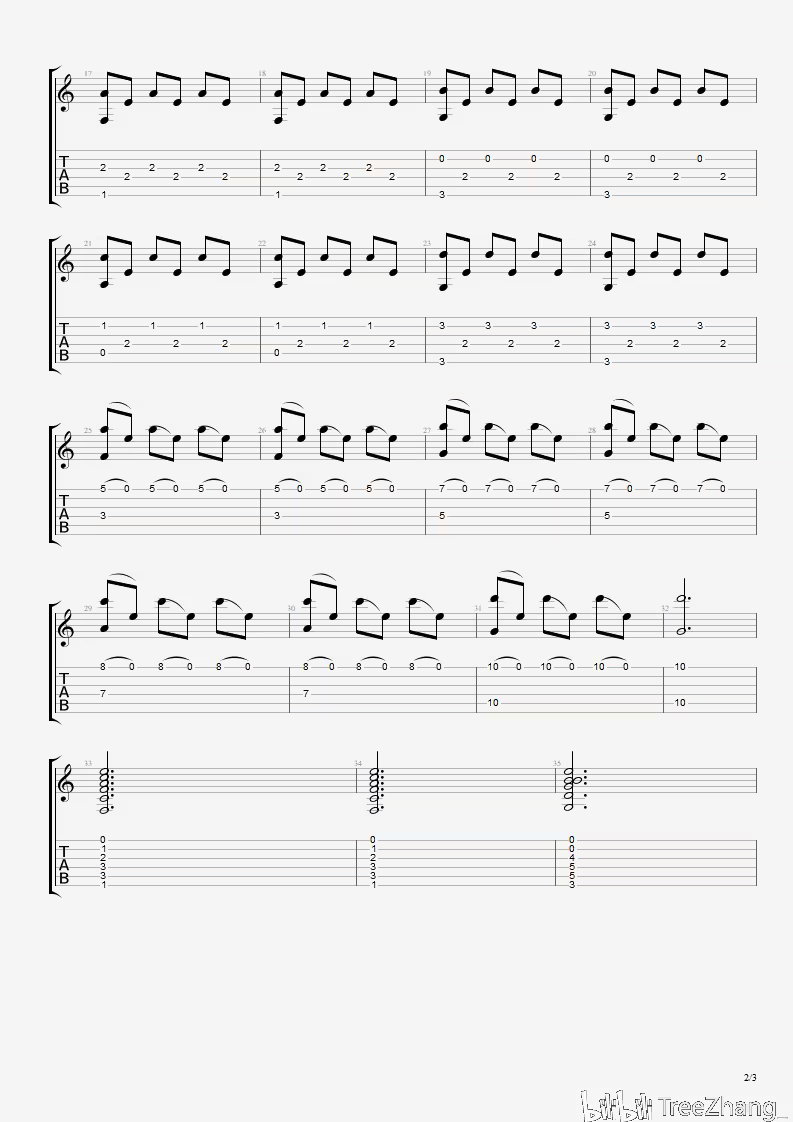 17 18 19 20
T 0 0 0 0 0 0
A 2 2 2 2 2 2
B 2 2 2 2 2 2 2 2 2 2 2 2
1 1 3 3
21 22 23 24
T 1 1 1 1 1 1 3 3 3 3 3 3
A 2 2 2 2 2 2 2 2 2 2 2 2
B 0 0
3 3
25 26 27 28
5 0 5 0 5 0 5 0 5 0 5 0 7 0 7 0 7 0 7 0 7 0 7 0
T
A 3 3 5 5
B
29 30 31 32
8 0 8 0 8 0 8 0 8 0 8 0 10 0 10 0 10 0 10
T
A 7 7
B 10 10
33 34 35
0 0 0
T 1 1 0
2 2 4
A 3 3 5
B 3 3 5
1 1 3
2/3
bilibili TreeZhang_